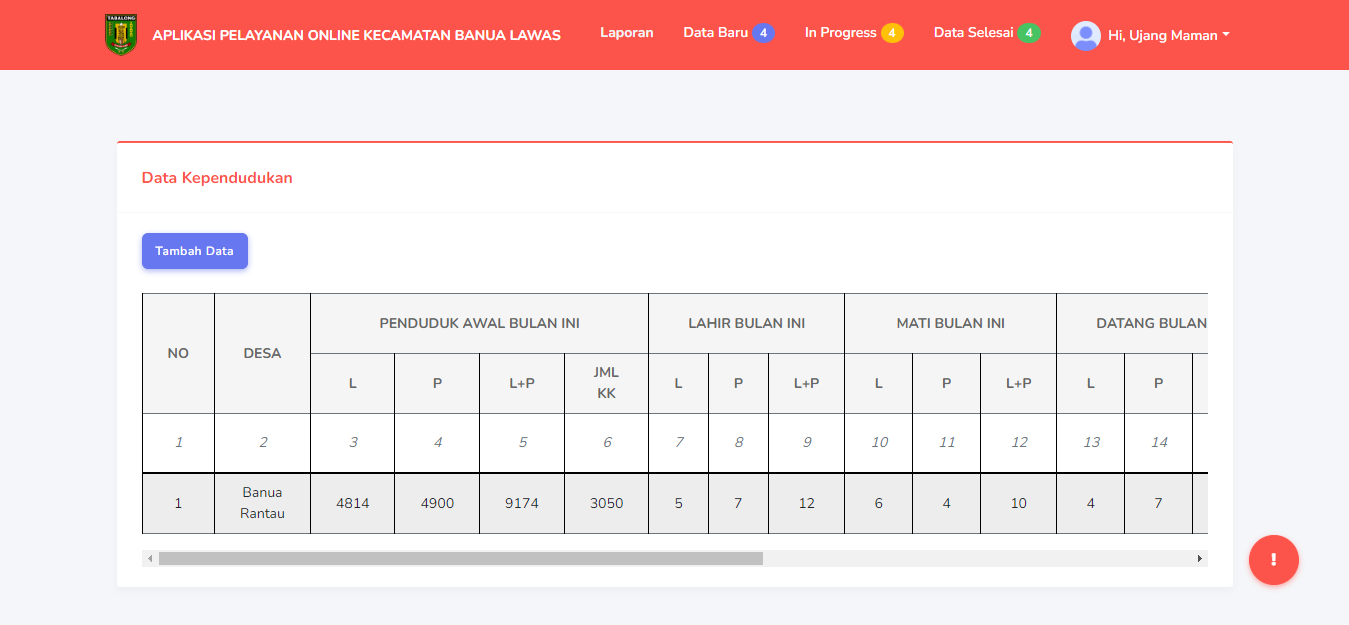 TABALONG
APLIKASI PELAYANAN ONLINE KECAMATAN BANUA LAWAS
Laporan
Data Baru 4
In Progress 4
Data Selesai 4
Hi, Ujang Maman
Data Kependudukan
Tambah Data
NO DESA PENDUDUK AWAL BULAN INI LAHIR BULAN INI MATI BULAN INI DATANG BULAN
L P L+P JML KK L P L+P L P L+P L P
1 2 3 4 5 6 7 8 9 10 11 12 13 14
1 Banua Rantau 4814 4900 9174 3050 5 7 12 6 4 10 4 7
!